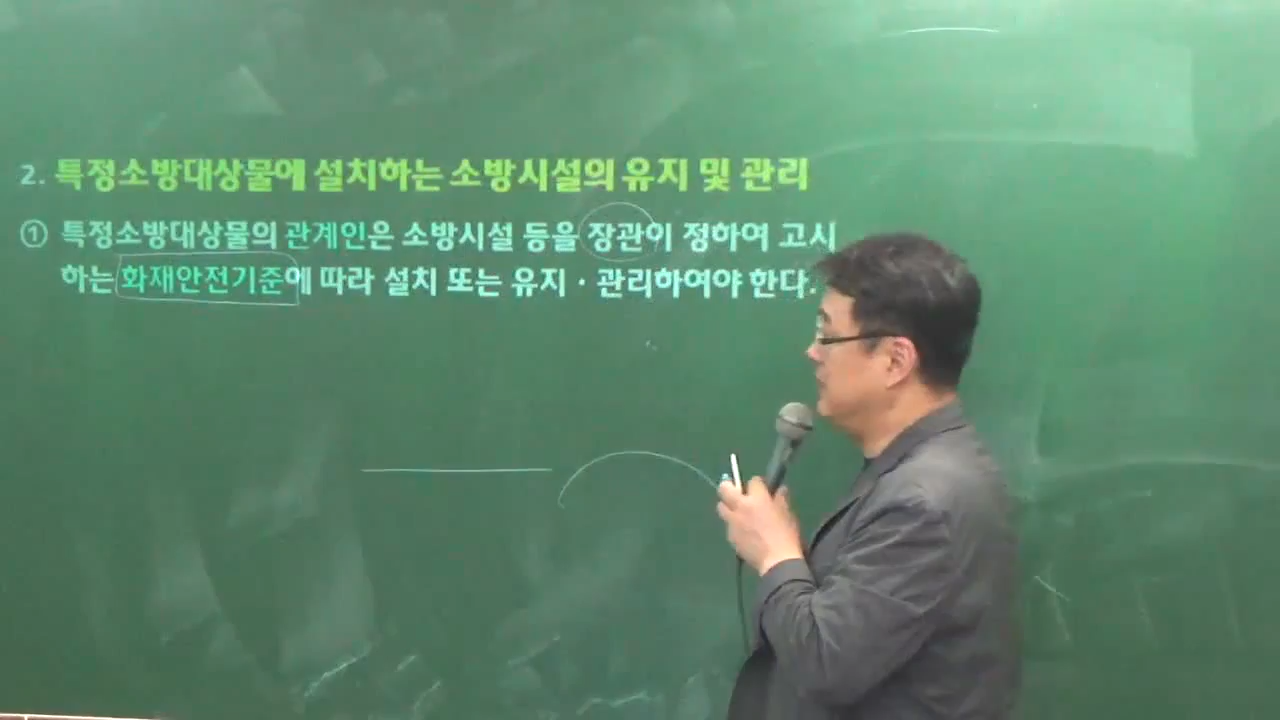 2. 특정소방대상물에 설치하는 소방시설의 유지 및 관리
① 특정소방대상물의 관계인은 소방시설 등을 장관이 정하여 고시
하는 화재안전기준에 따라 설치 또는 유지 · 관리하여야 한다.